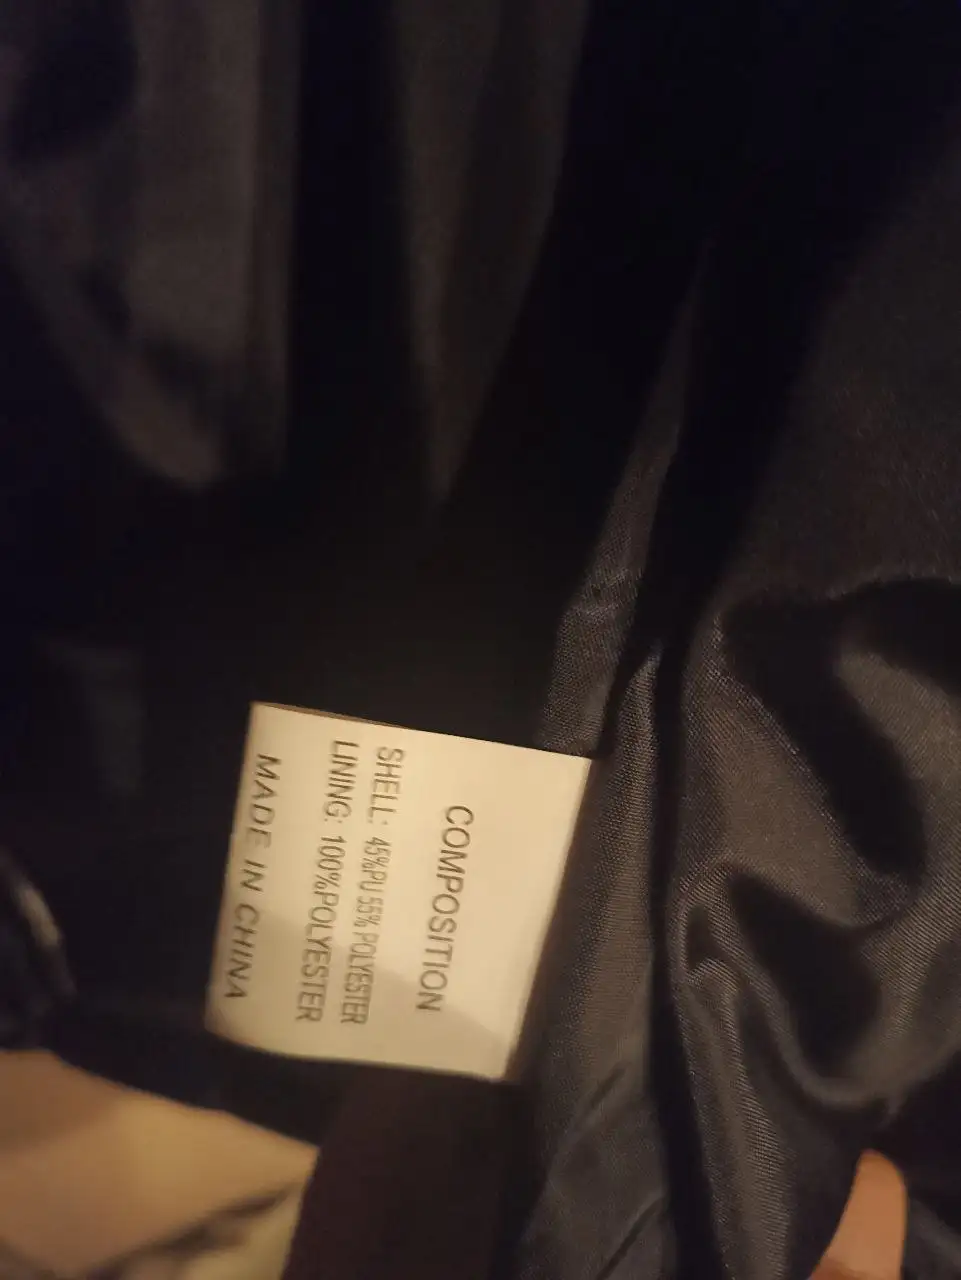 COMPOSITION
SHELL: 45%PU 55% POLYESTER
LINING: 100%POLYESTER
MADE IN CHINA